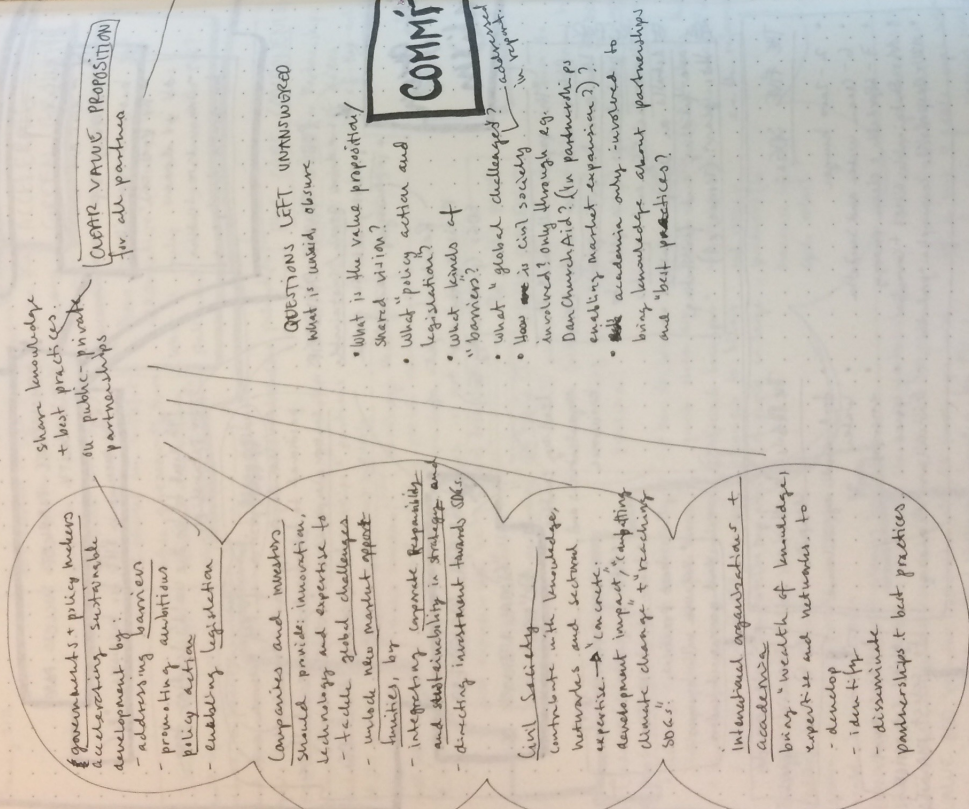 share knowledge
+ best practices
on public-private
partnerships
CLEAR VALUE PROPOSITION
for all partners
governments + policy makers
accelerating sustainable
development by:
- addressing barriers
- promoting ambitious
policy action
- enabling legislation
Companies and investors
should provide: innovation,
technology and expertise to
- tackle global challenges
- unlock new market opport
tunities, by
- integrating Corporate Responsibility
and sustainability in strategy and
- directing investment towards SDGs.
Civil Society
contribute with knowledge,
networks and sectoral
expertise. → "concrete
development impact," "combatting
climate change" + "reaching
SDGs."
International organisations +
academia
bring "wealth of knowledge,
expertise and networks. to
- develop
- identify
- disseminate
partnerships + best practices.
QUESTIONS LEFT UNANSWERED
What is unsaid, obscure
• What is the value proposition/
shared vision?
• What "policy action and
legislation"?
• What kinds of
"barriers"?
• What "global challenges"? addressed
in report.
• How is civil society
involved? only through eg.
DanChurchAid? (In partnerships
enabling market expansion?)?
• academia only involved to
bring knowledge about partnerships
and "best practices?
COMMI